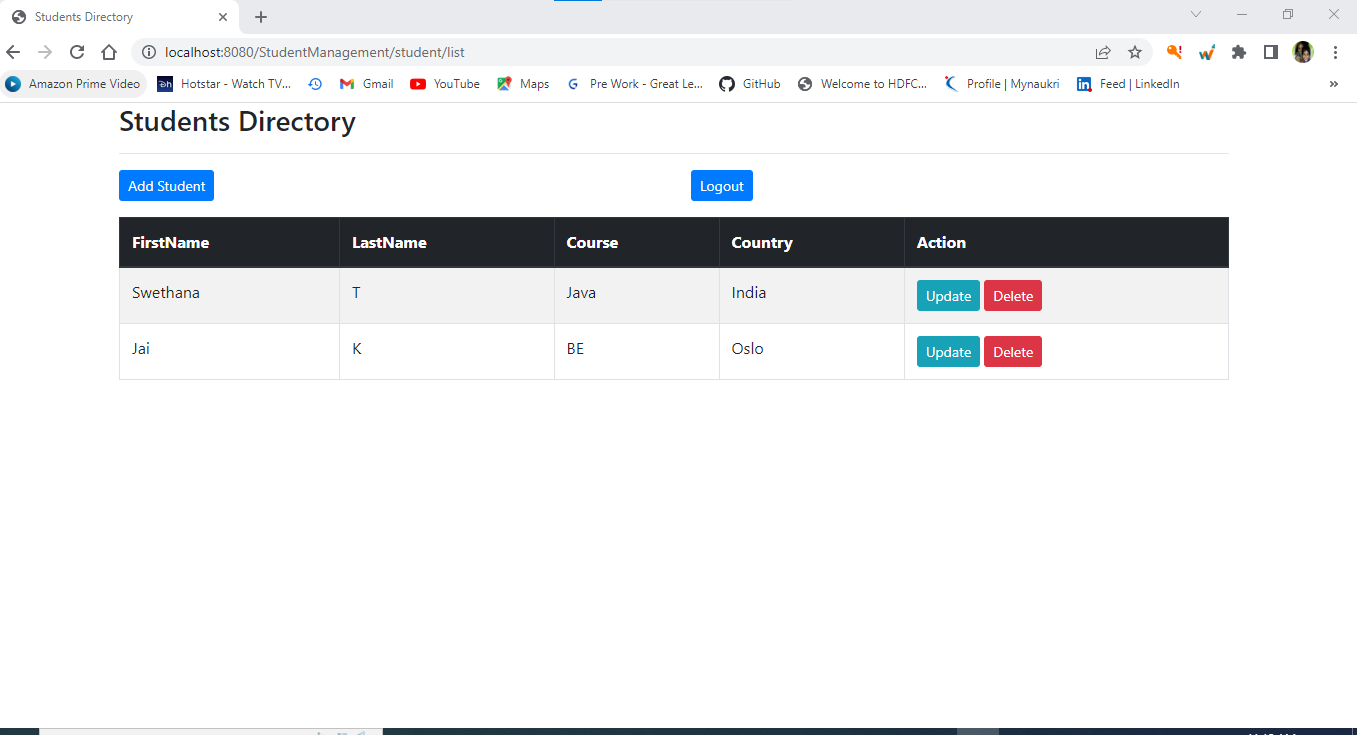 Students Directory
localhost:8080/StudentManagement/student/list
Amazon Prime Video Hotstar - Watch TV... Gmail YouTube Maps G Pre Work - Great Le... GitHub Welcome to HDFC... Profile | Mynaukri Feed | LinkedIn »
Students Directory
Add Student Logout
FirstName LastName Course Country Action
Swethana T Java India Update Delete
Jai K BE Oslo Update Delete